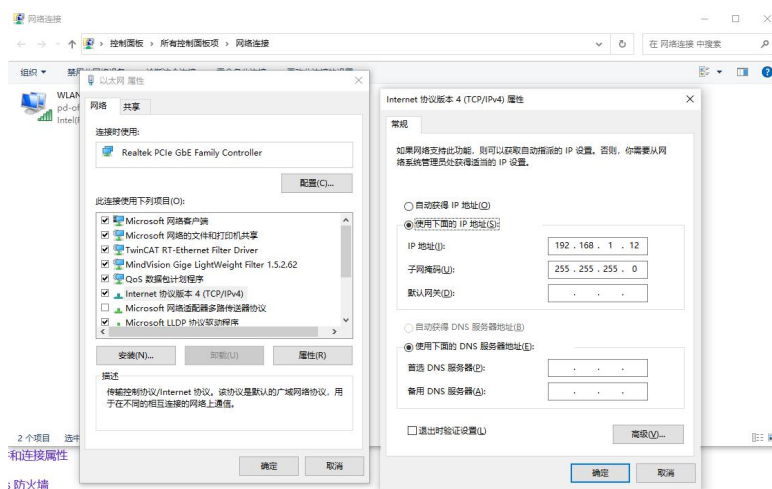 网络连接
控制面板 › 所有控制面板项 › 网络连接
在 网络连接 中搜索
组织
WLAN
pd-of
Intel(
2 个项目
和连接属性
防火墙
以太网 属性
网络 共享
连接时使用:
Realtek PCIe GbE Family Controller
配置(C)...
此连接使用下列项目(O):
Microsoft 网络客户端
Microsoft 网络的文件和打印机共享
TwinCAT RT-Ethernet Filter Driver
MindVision Gige LightWeight Filter 1.5.2.62
QoS 数据包计划程序
Internet 协议版本 4 (TCP/IPv4)
Microsoft 网络适配器多路传送器协议
Microsoft LLDP 协议驱动程序
安装(N)... 卸载(U) 属性(R)
描述
传输控制协议/Internet 协议。该协议是默认的广域网络协议，用
于在不同的相互连接的网络上通信。
确定 取消
Internet 协议版本 4 (TCP/IPv4) 属性
常规
如果网络支持此功能，则可以获取自动指派的 IP 设置。否则，你需要从网
络系统管理员处获得适当的 IP 设置。
自动获得 IP 地址(O)
使用下面的 IP 地址(S):
IP 地址(I): 192 . 168 . 1 . 12
子网掩码(U): 255 . 255 . 255 . 0
默认网关(D): . . .
自动获得 DNS 服务器地址(B)
使用下面的 DNS 服务器地址(E):
首选 DNS 服务器(P): . . .
备用 DNS 服务器(A): . . .
退出时验证设置(L)
高级(V)...
确定 取消